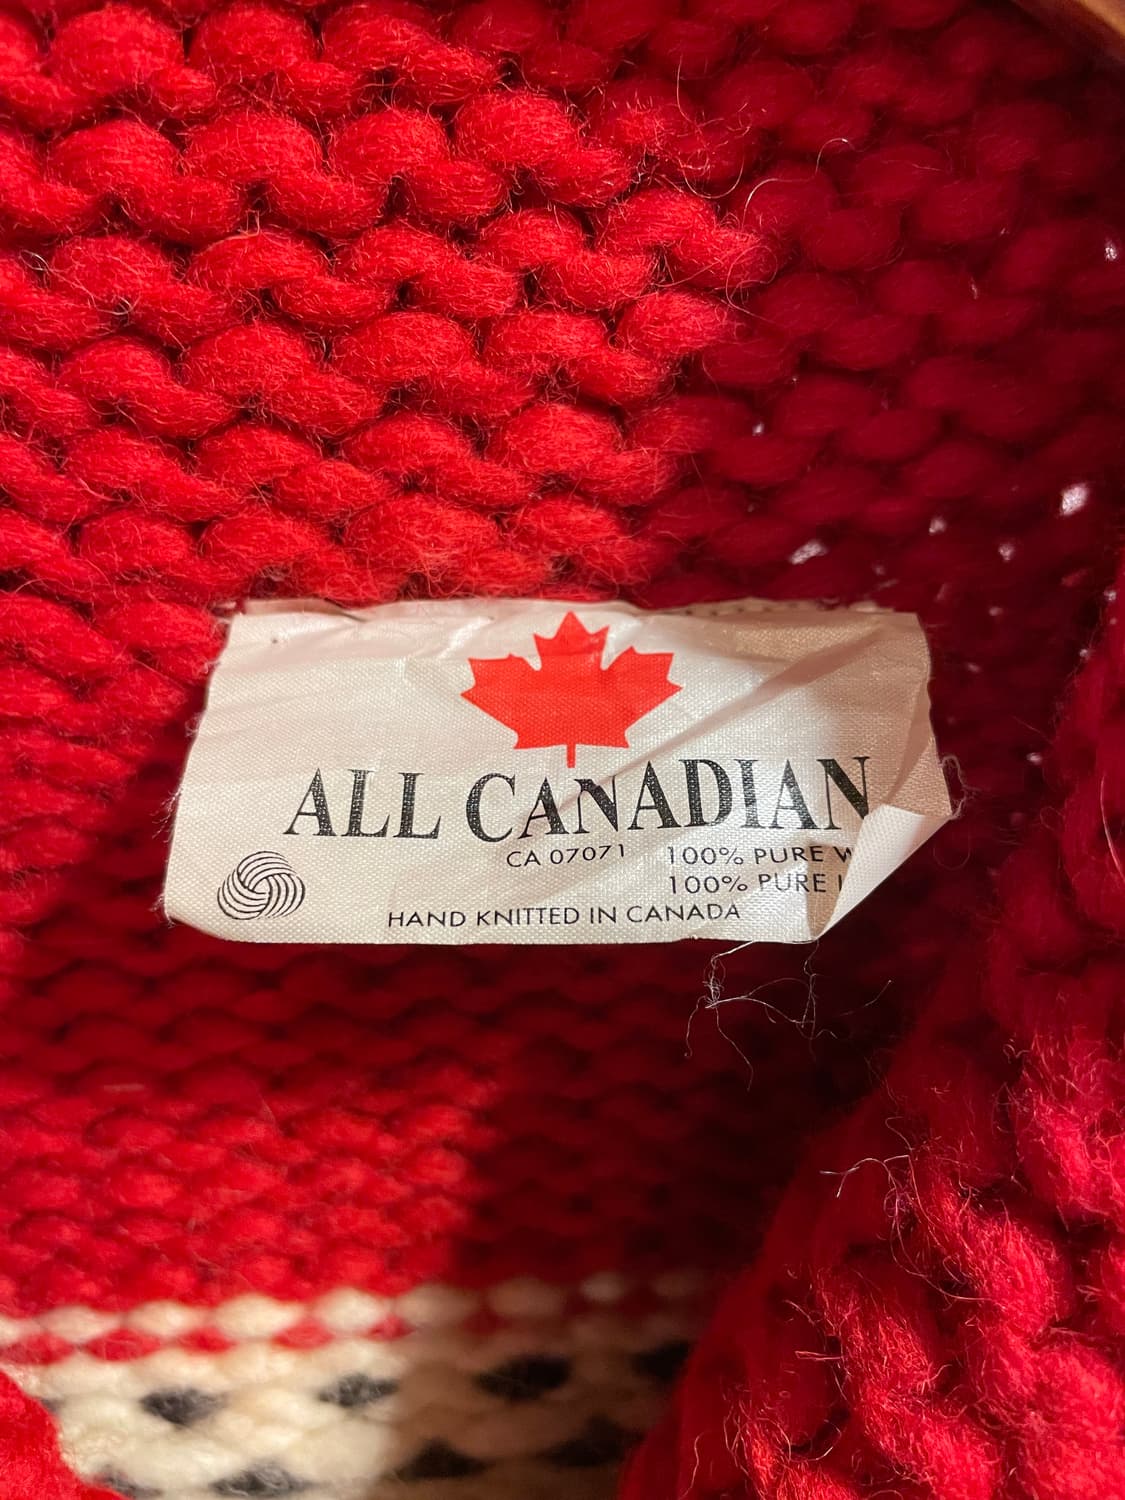 ALL CANADIAN
CA 07071 100% PURE
100% PURE
HAND KNITTED IN CANADA